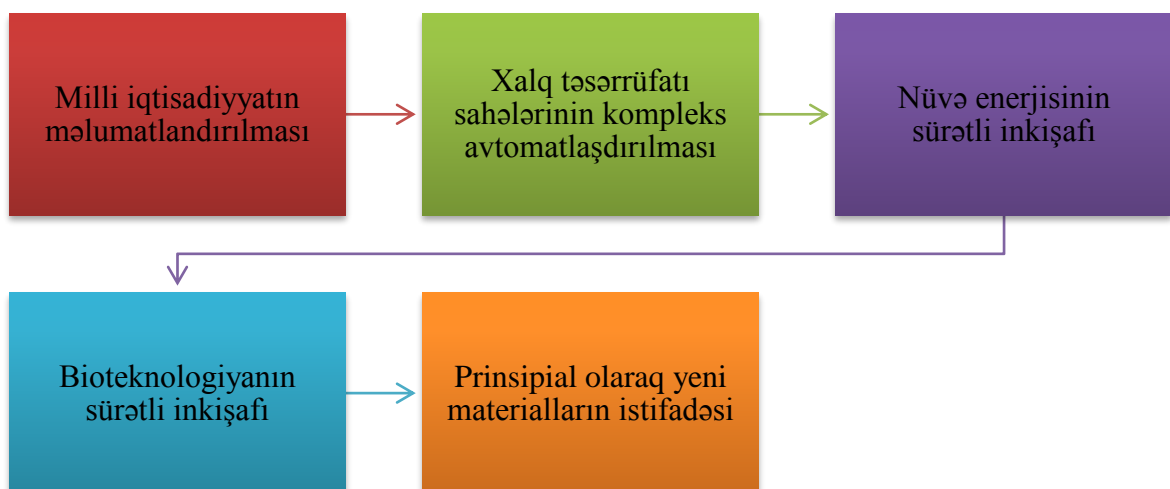 Milli iqtisadiyyatın
məlumatlandırılması
Xalq təsərrüfatı
sahələrinin kompleks
avtomatlaşdırılması
Nüvə enerjisinin
sürətli inkişafı
Bioteknologiyanın
sürətli inkişafı
Prinsipial olaraq yeni
materialların istifadəsi